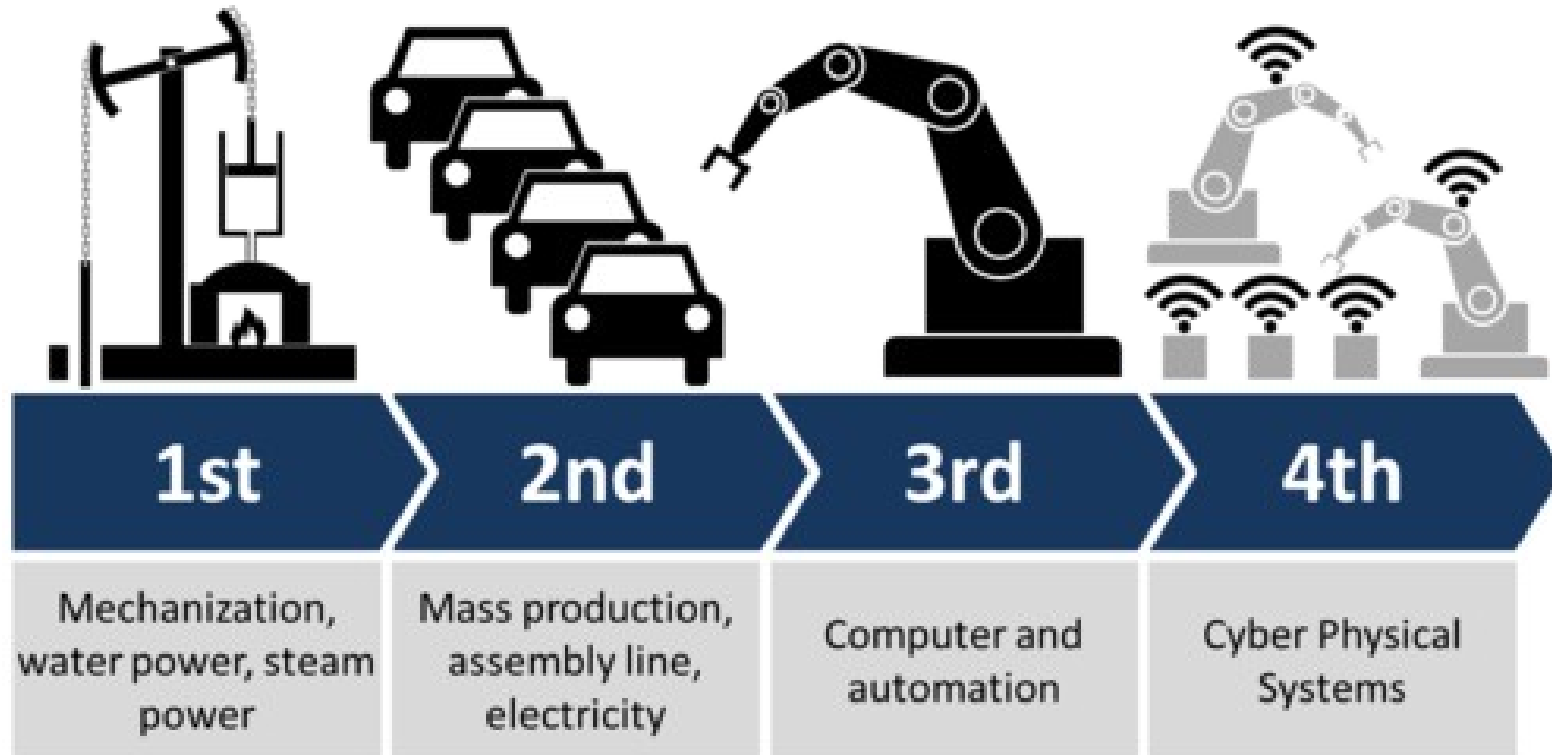 1st
2nd
3rd
4th
Mechanization,
water power, steam
power
Mass production,
assembly line,
electricity
Computer and
automation
Cyber Physical
Systems